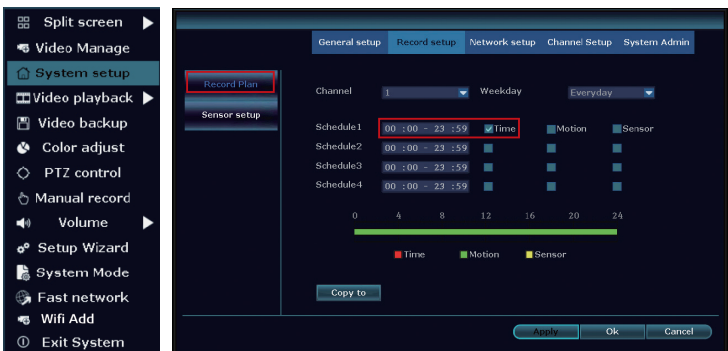 Split screen
Video Manage
System setup
Video playback
Video backup
Color adjust
PTZ control
Manual record
Volume
Setup Wizard
System Mode
Fast network
Wifi Add
Exit System
General setup Record setup Network setup Channel Setup System Admin
Record Plan
Sensor setup
Channel 1 Weekday Everyday
Schedule1 00 :00 - 23 :59 Time Motion Sensor
Schedule2 00 :00 - 23 :59
Schedule3 00 :00 - 23 :59
Schedule4 00 :00 - 23 :59
0 4 8 12 16 20 24
Time Motion Sensor
Copy to
Apply Ok Cancel